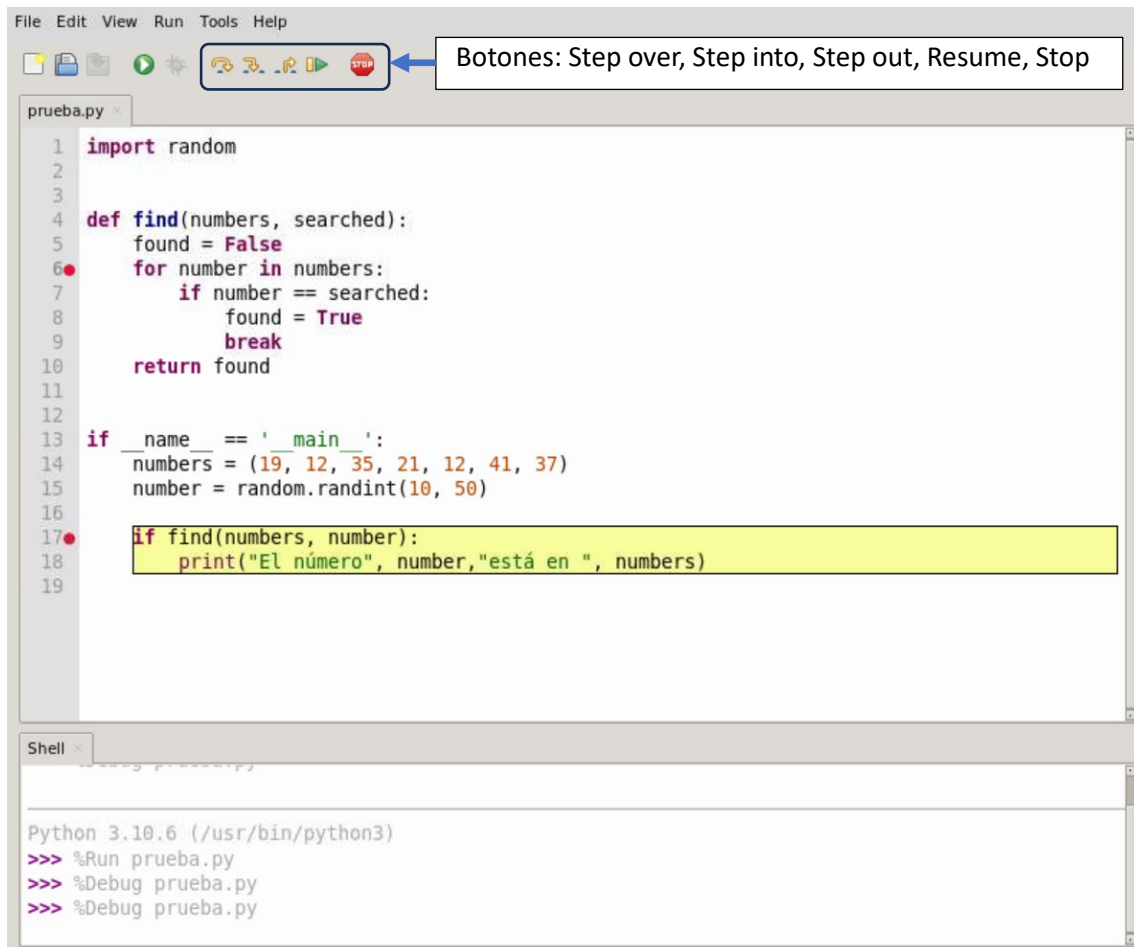 File Edit View Run Tools Help
STOP
Botones: Step over, Step into, Step out, Resume, Stop
prueba.py
1 import random
2
3
4 def find(numbers, searched):
5     found = False
6     for number in numbers:
7         if number == searched:
8             found = True
9             break
10     return found
11
12
13 if __name__ == '__main__':
14     numbers = (19, 12, 35, 21, 12, 41, 37)
15     number = random.randint(10, 50)
16
17     if find(numbers, number):
18         print("El número", number,"está en ", numbers)
19
Shell
%Debug prueba.py
Python 3.10.6 (/usr/bin/python3)
>>> %Run prueba.py
>>> %Debug prueba.py
>>> %Debug prueba.py